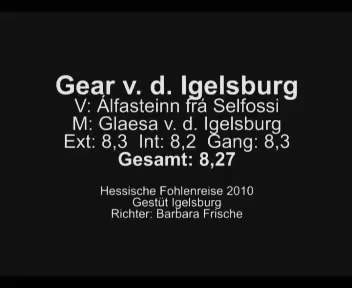 Gear v. d. Igelsburg
V: Álfasteinn frá Selfossi
M: Glaesa v. d. Igelsburg
Ext: 8,3 Int: 8,2 Gang: 8,3
Gesamt: 8,27
Hessische Fohlenreise 2010
Gestüt Igelsburg
Richter: Barbara Frische